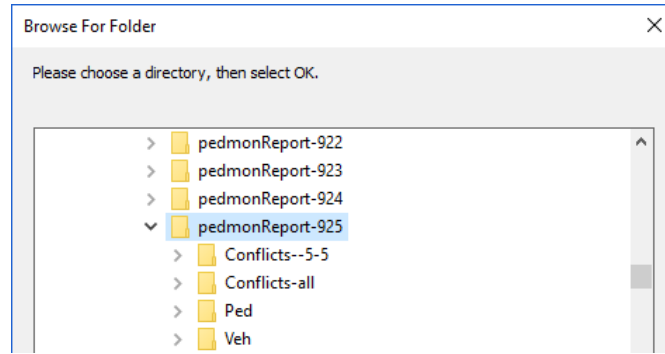 Browse For Folder
Please choose a directory, then select OK.
pedmonReport-922
pedmonReport-923
pedmonReport-924
pedmonReport-925
Conflicts--5-5
Conflicts-all
Ped
Veh